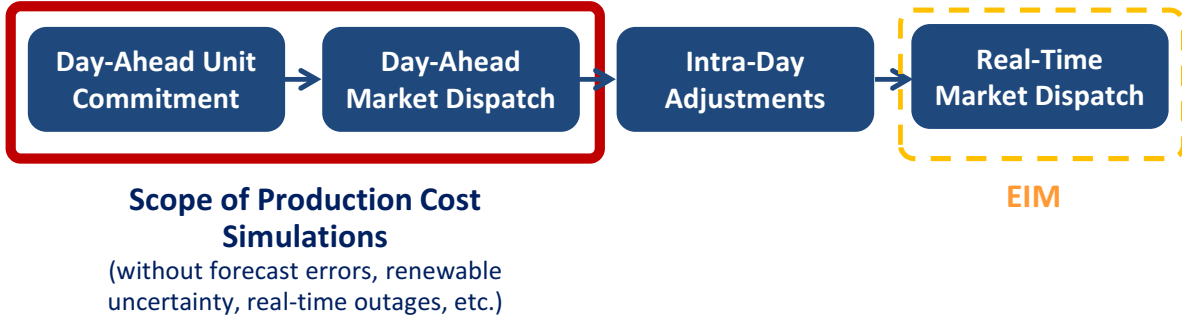 Day-Ahead Unit
Commitment
Day-Ahead
Market Dispatch
Intra-Day
Adjustments
Real-Time
Market Dispatch
Scope of Production Cost
Simulations
(without forecast errors, renewable
uncertainty, real-time outages, etc.)
EIM